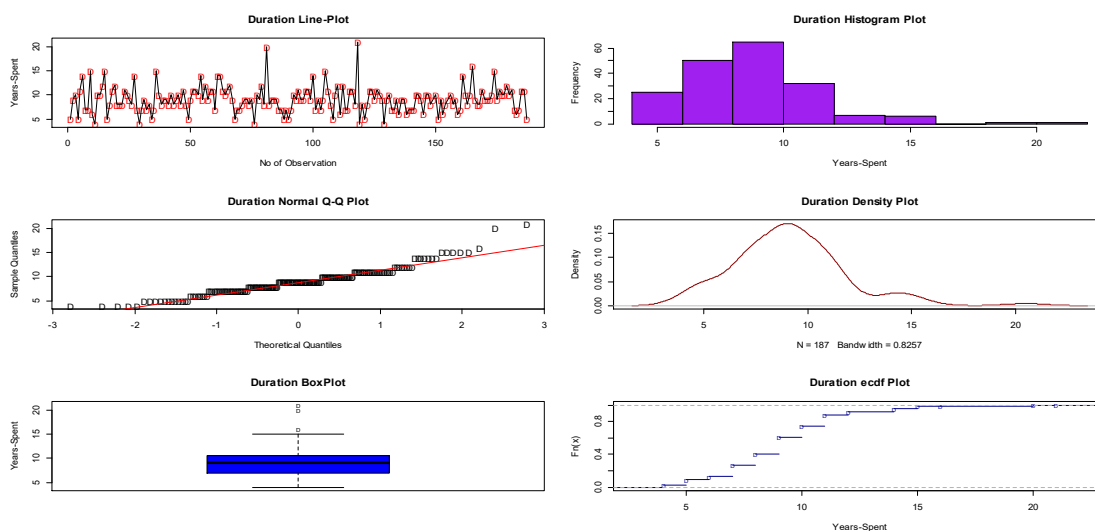 Duration Line-Plot
Years-Spent
5 10 15 20
0 50 100 150
No of Observation
Duration Histogram Plot
Frequency
0 20 40 60
5 10 15 20
Years-Spent
Duration Normal Q-Q Plot
Sample Quantiles
5 10 15 20
-3 -2 -1 0 1 2 3
Theoretical Quantiles
Duration Density Plot
Density
0.00 0.05 0.10 0.15
5 10 15 20
N = 187 Bandwidth = 0.8257
Duration BoxPlot
Years-Spent
5 10 15 20
Duration ecdf Plot
Fn(x)
0.0 0.4 0.8
5 10 15 20
Years-Spent